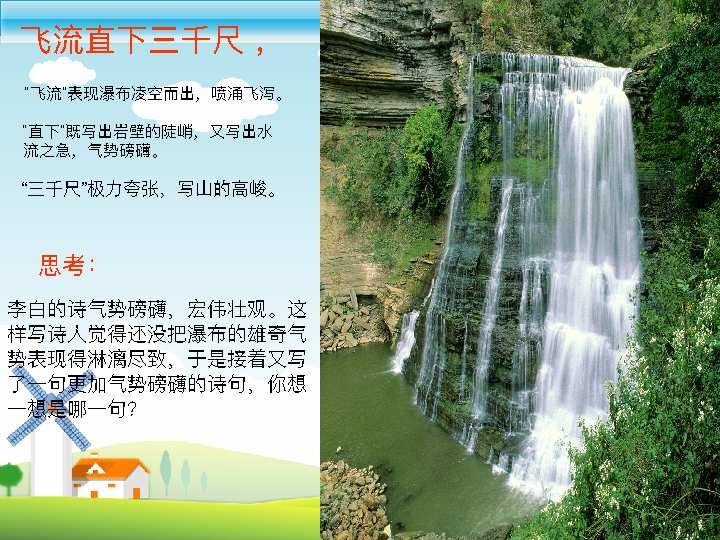 飞流直下三千尺 ，
“飞流”表现瀑布凌空而出，喷涌飞泻。
“直下”既写出岩壁的陡峭，又写出水
流之急，气势磅礴。
“三千尺”极力夸张，写山的高峻。
思考：
李白的诗气势磅礴，宏伟壮观。这
样写诗人觉得还没把瀑布的雄奇气
势表现得淋漓尽致，于是接着又写
了一句更加气势磅礴的诗句，你想
一想是哪一句？